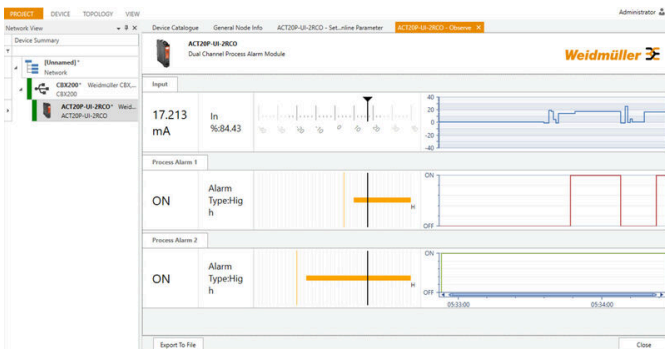 PROJECT DEVICE TOPOLOGY VIEW Administrator
Network View
Device Catalogue General Node Info ACT20P-UI-2RCO - Set...nline Parameter ACT20P-UI-2RCO - Observe ×
Device Summary
ACT20P-UI-2RCO
Dual Channel Process Alarm Module
Weidmüller
[Unnamed]*
Network
CBX200* Weidmüller CBX,...
CBX200
ACT20P-UI-2RCO* Weid...
ACT20P-UI-2RCO
Input
17.213
mA
In
%:84.43
40
20
0
-20
-40
Process Alarm 1
ON
Alarm
Type:Hig
h
H
ON
OFF
Process Alarm 2
ON
Alarm
Type:Hig
h
H
ON
OFF
05:33:00 05:34:00
Export To File Close